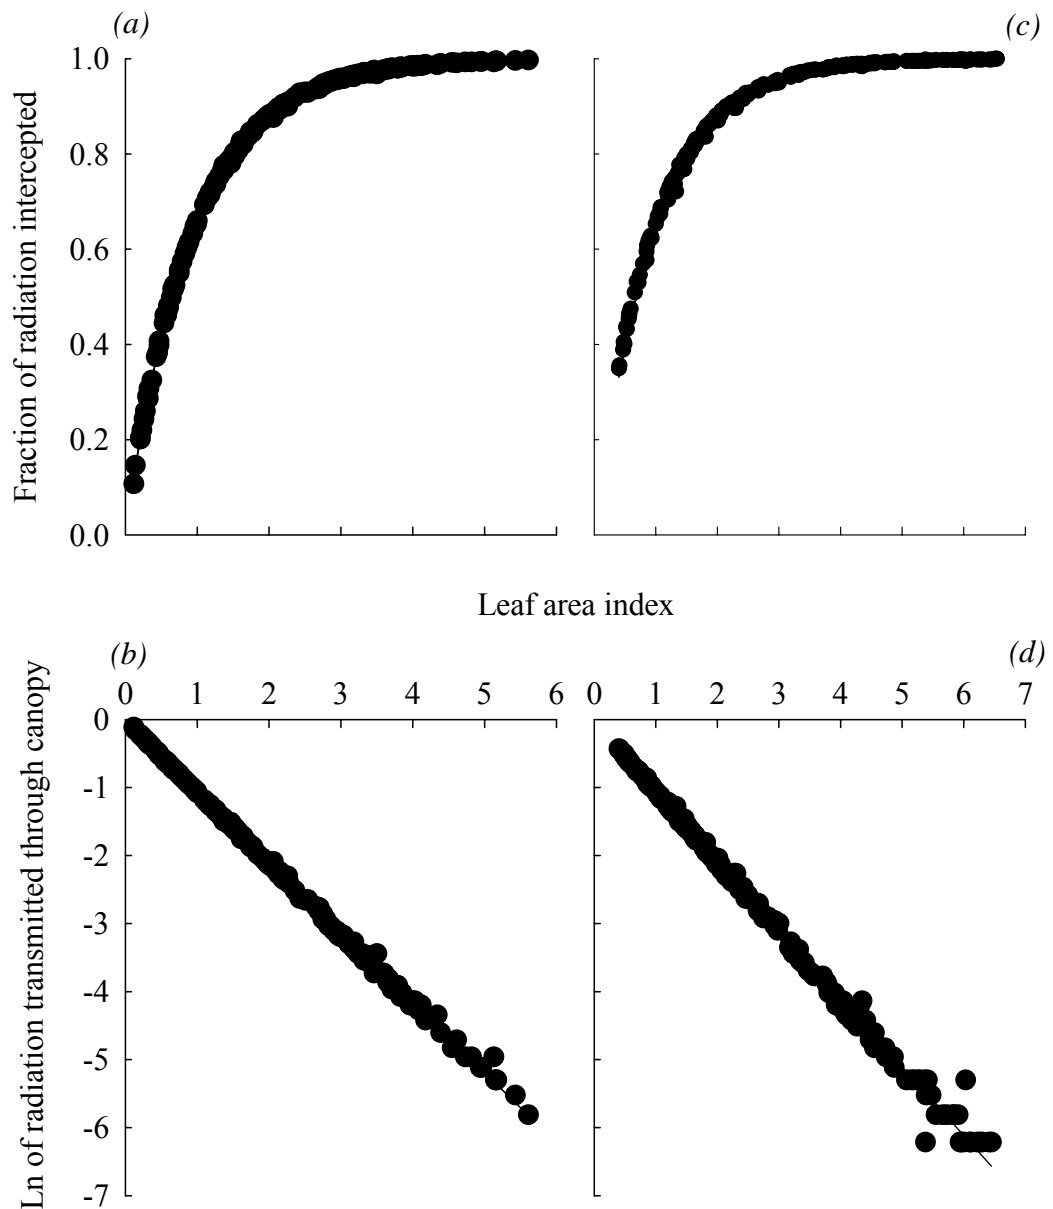 (a)
(c)
Fraction of radiation intercepted
1.0
0.8
0.6
0.4
0.2
0.0
Leaf area index
(b)
(d)
0 1 2 3 4 5 6
0 1 2 3 4 5 6 7
Ln of radiation transmitted through canopy
0
-1
-2
-3
-4
-5
-6
-7